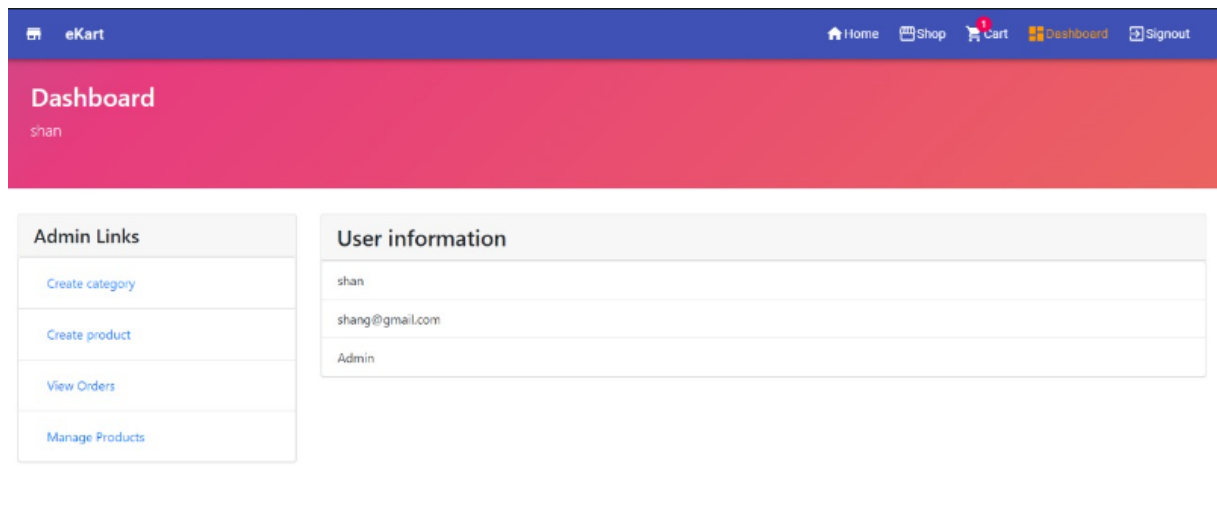 eKart
Home Shop 1 Cart Dashboard Signout
Dashboard
shan
Admin Links
Create category
Create product
View Orders
Manage Products
User information
shan
shang@gmail.com
Admin